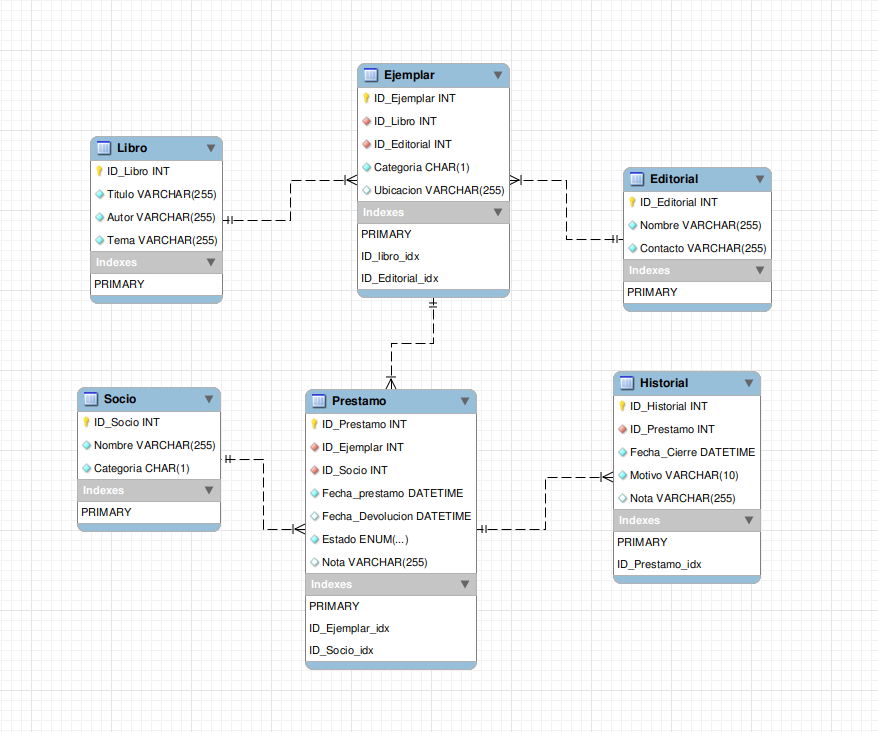 Ejemplar
ID_Ejemplar INT
ID_Libro INT
ID_Editorial INT
Categoria CHAR(1)
Ubicacion VARCHAR(255)
Indexes
PRIMARY
ID_libro_idx
ID_Editorial_idx
Libro
ID_Libro INT
Titulo VARCHAR(255)
Autor VARCHAR(255)
Tema VARCHAR(255)
Indexes
PRIMARY
Editorial
ID_Editorial INT
Nombre VARCHAR(255)
Contacto VARCHAR(255)
Indexes
PRIMARY
Socio
ID_Socio INT
Nombre VARCHAR(255)
Categoria CHAR(1)
Indexes
PRIMARY
Prestamo
ID_Prestamo INT
ID_Ejemplar INT
ID_Socio INT
Fecha_prestamo DATETIME
Fecha_Devolucion DATETIME
Estado ENUM(...)
Nota VARCHAR(255)
Indexes
PRIMARY
ID_Ejemplar_idx
ID_Socio_idx
Historial
ID_Historial INT
ID_Prestamo INT
Fecha_Cierre DATETIME
Motivo VARCHAR(10)
Nota VARCHAR(255)
Indexes
PRIMARY
ID_Prestamo_idx